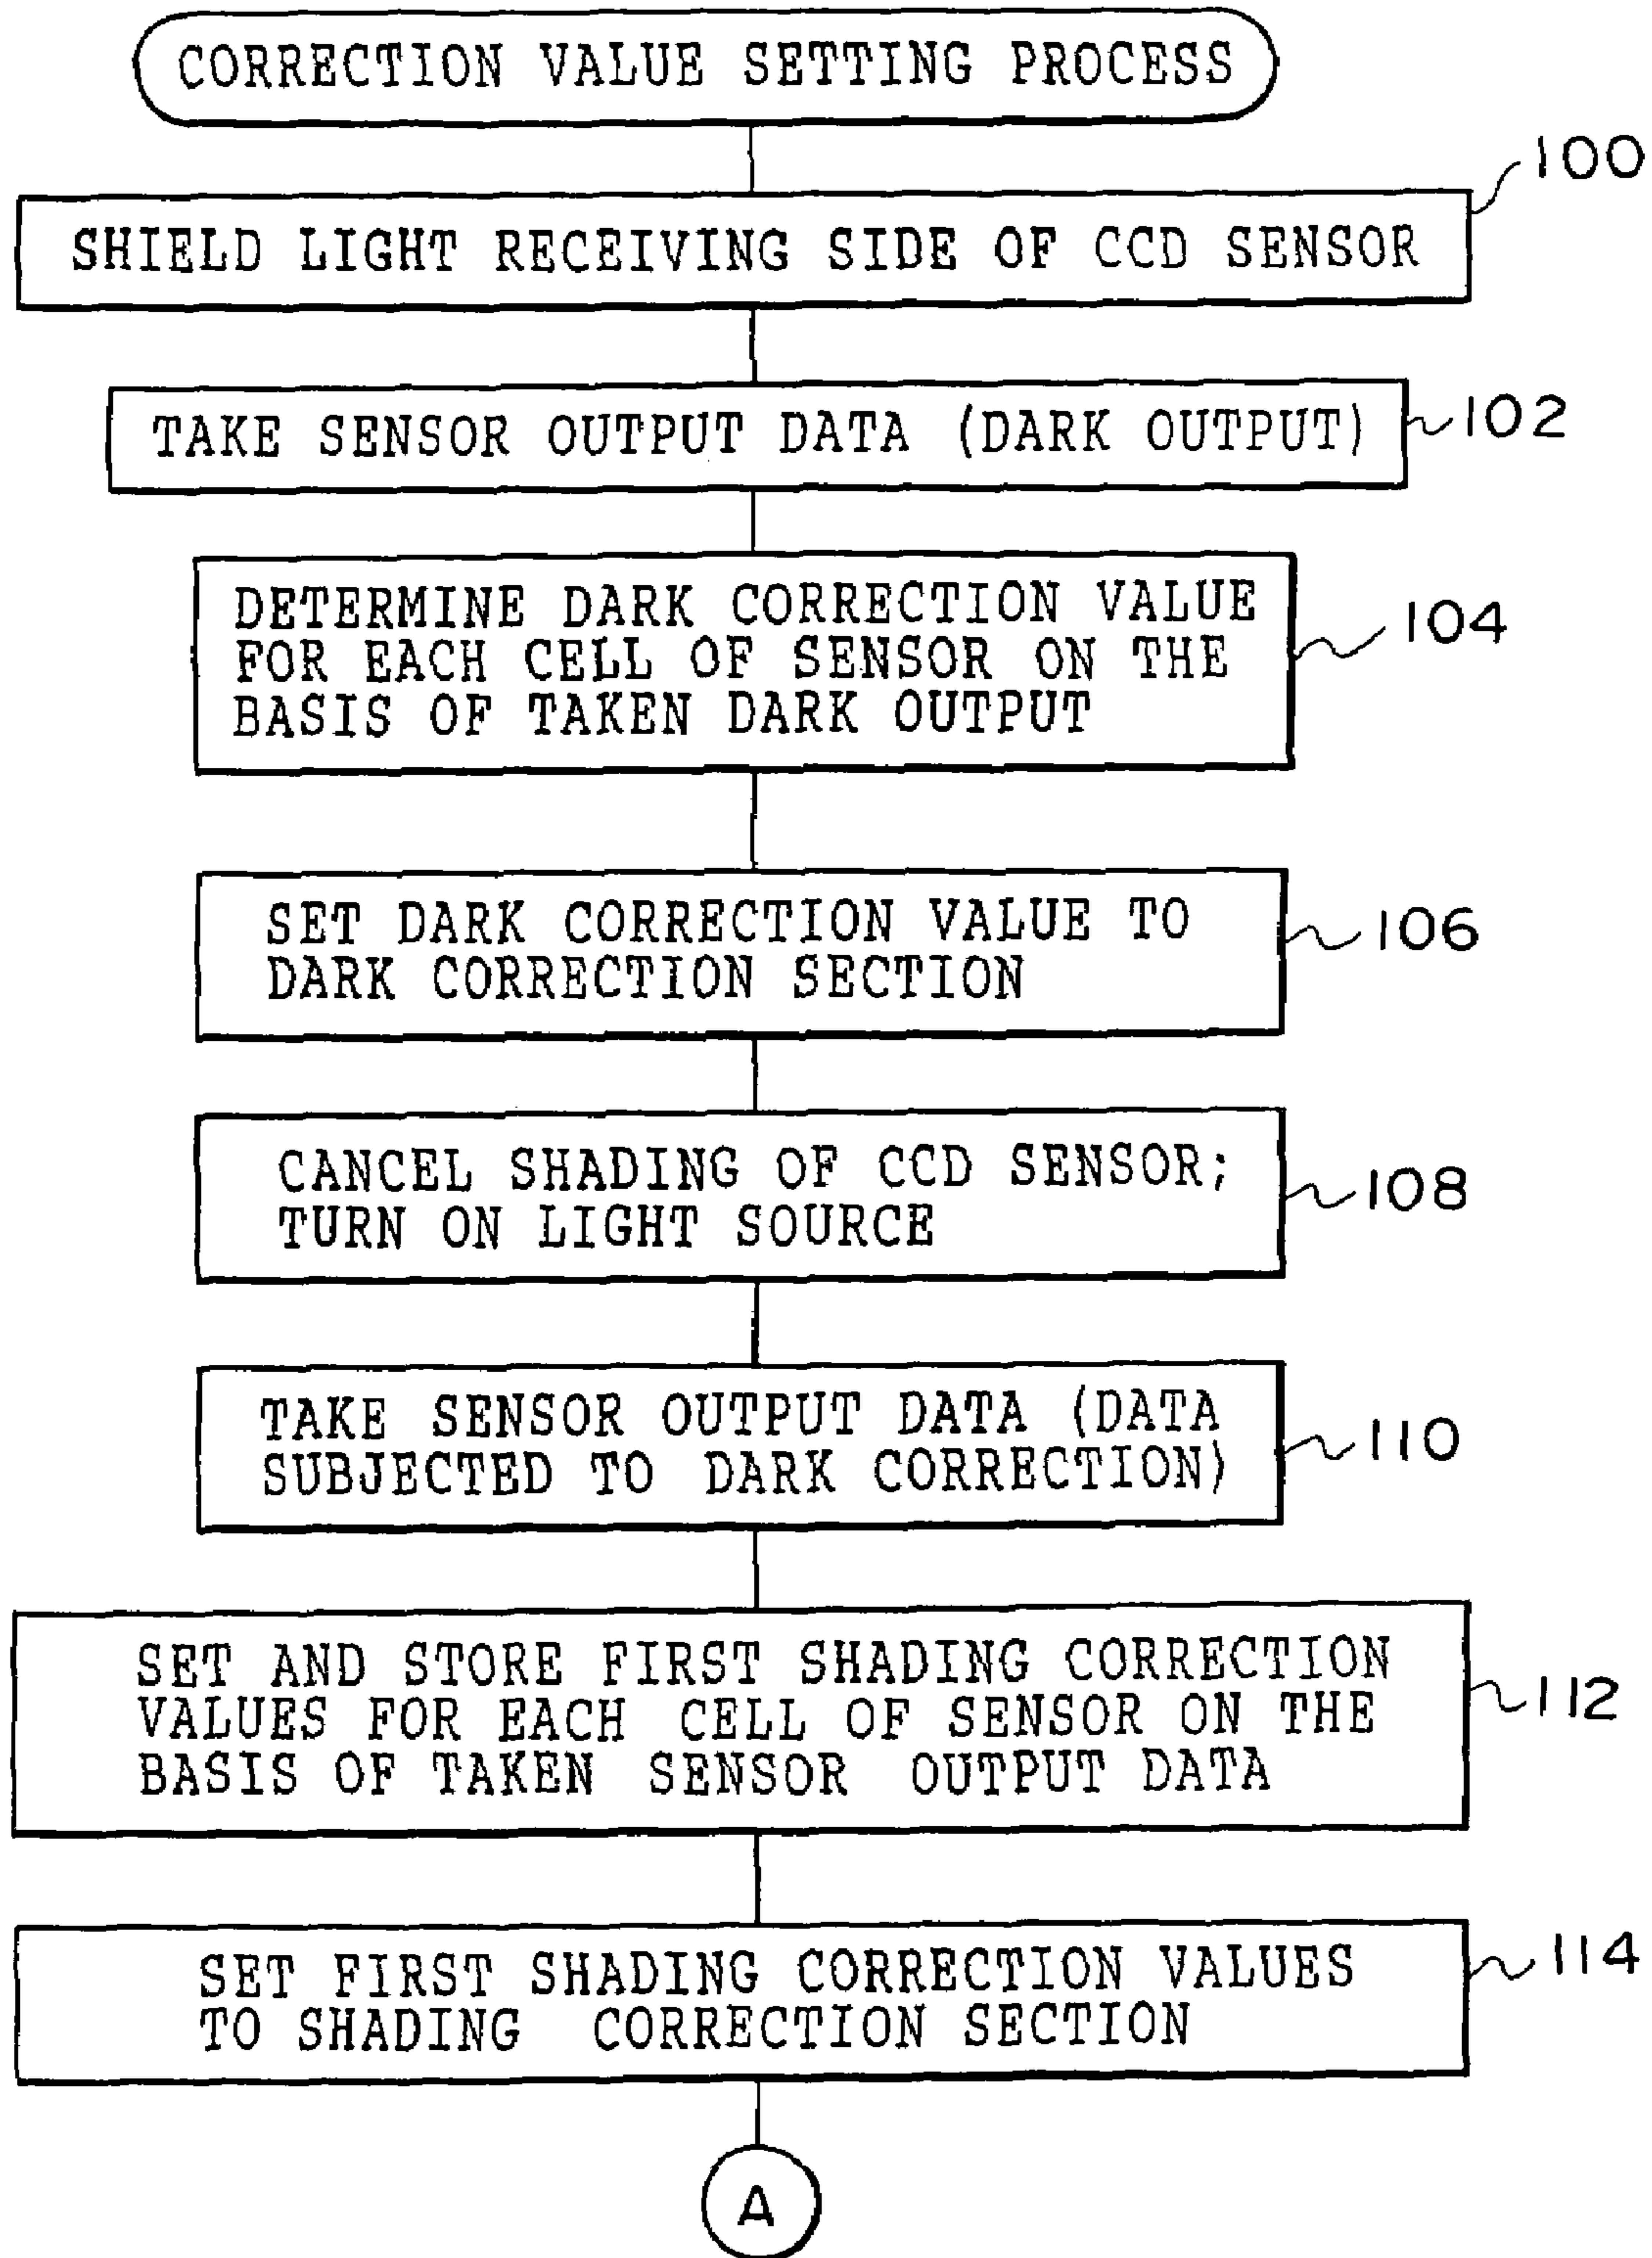 CORRECTION VALUE SETTING PROCESS
100
SHIELD LIGHT RECEIVING SIDE OF CCD SENSOR
TAKE SENSOR OUTPUT DATA (DARK OUTPUT)
102
DETERMINE DARK CORRECTION VALUE
FOR EACH CELL OF SENSOR ON THE
BASIS OF TAKEN DARK OUTPUT
104
SET DARK CORRECTION VALUE TO
DARK CORRECTION SECTION
106
CANCEL SHADING OF CCD SENSOR;
TURN ON LIGHT SOURCE
108
TAKE SENSOR OUTPUT DATA (DATA
SUBJECTED TO DARK CORRECTION)
110
SET AND STORE FIRST SHADING CORRECTION
VALUES FOR EACH CELL OF SENSOR ON THE
BASIS OF TAKEN SENSOR OUTPUT DATA
112
SET FIRST SHADING CORRECTION VALUES
TO SHADING CORRECTION SECTION
114
A